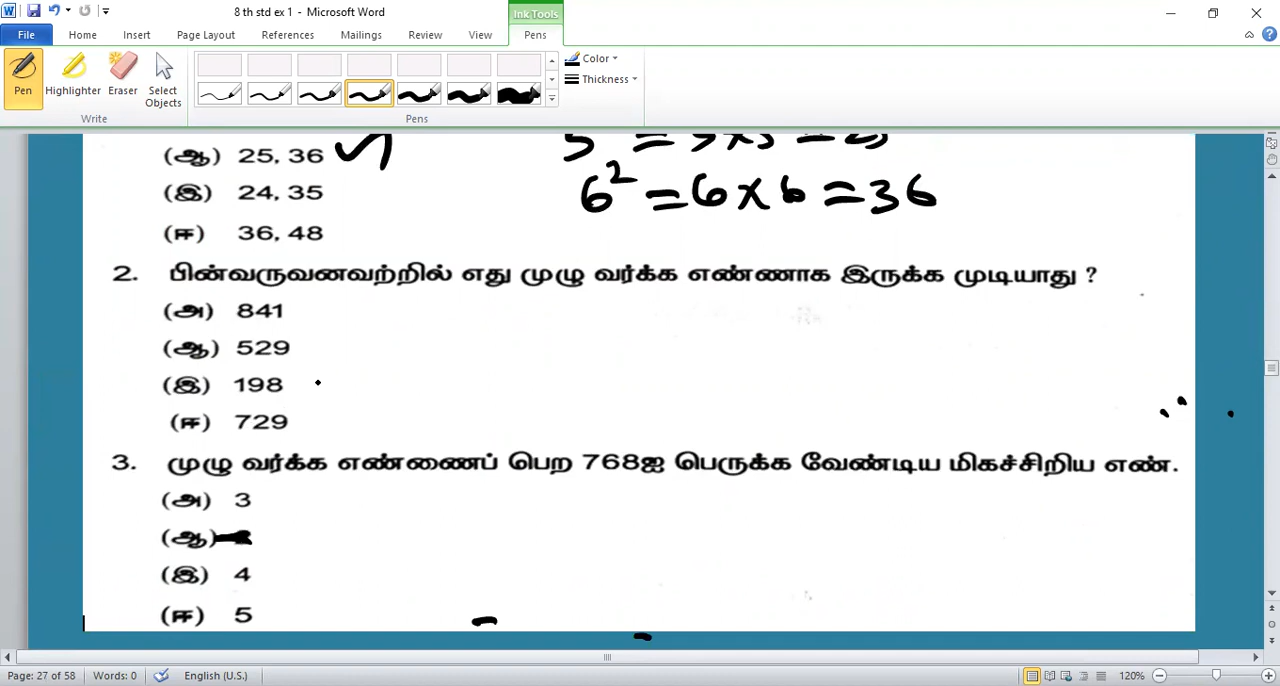 8 th std ex 1 - Microsoft Word
Ink Tools
File Home Insert Page Layout References Mailings Review View Pens
Pen Highlighter Eraser Select Objects
Color
Thickness
Write
Pens
(ஆ) 25, 36
6² = 6 x 6 = 36
(இ) 24, 35
(ஈ) 36, 48
2. பின்வருவனவற்றில் எது முழு வர்க்க எண்ணாக இருக்க முடியாது ?
(அ) 841
(ஆ) 529
(இ) 198
(ஈ) 729
3. முழு வர்க்க எண்ணைப் பெற 768ஐ பெருக்க வேண்டிய மிகச்சிறிய எண்.
(அ) 3
(ஆ)
(இ) 4
(ஈ) 5
Page: 27 of 58 Words: 0 English (U.S.) 120%